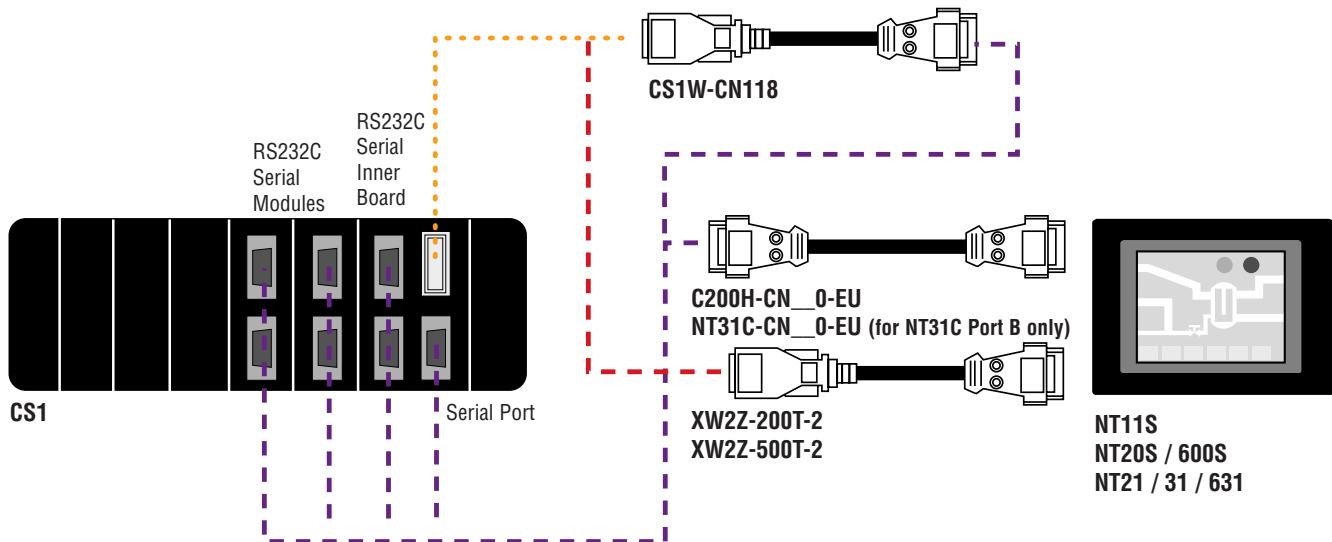 CS1W-CN118
RS232C
Serial
Modules
RS232C
Serial
Inner
Board
C200H-CN__0-EU
NT31C-CN__0-EU (for NT31C Port B only)
CS1
Serial Port
XW2Z-200T-2
XW2Z-500T-2
NT11S
NT20S / 600S
NT21 / 31 / 631